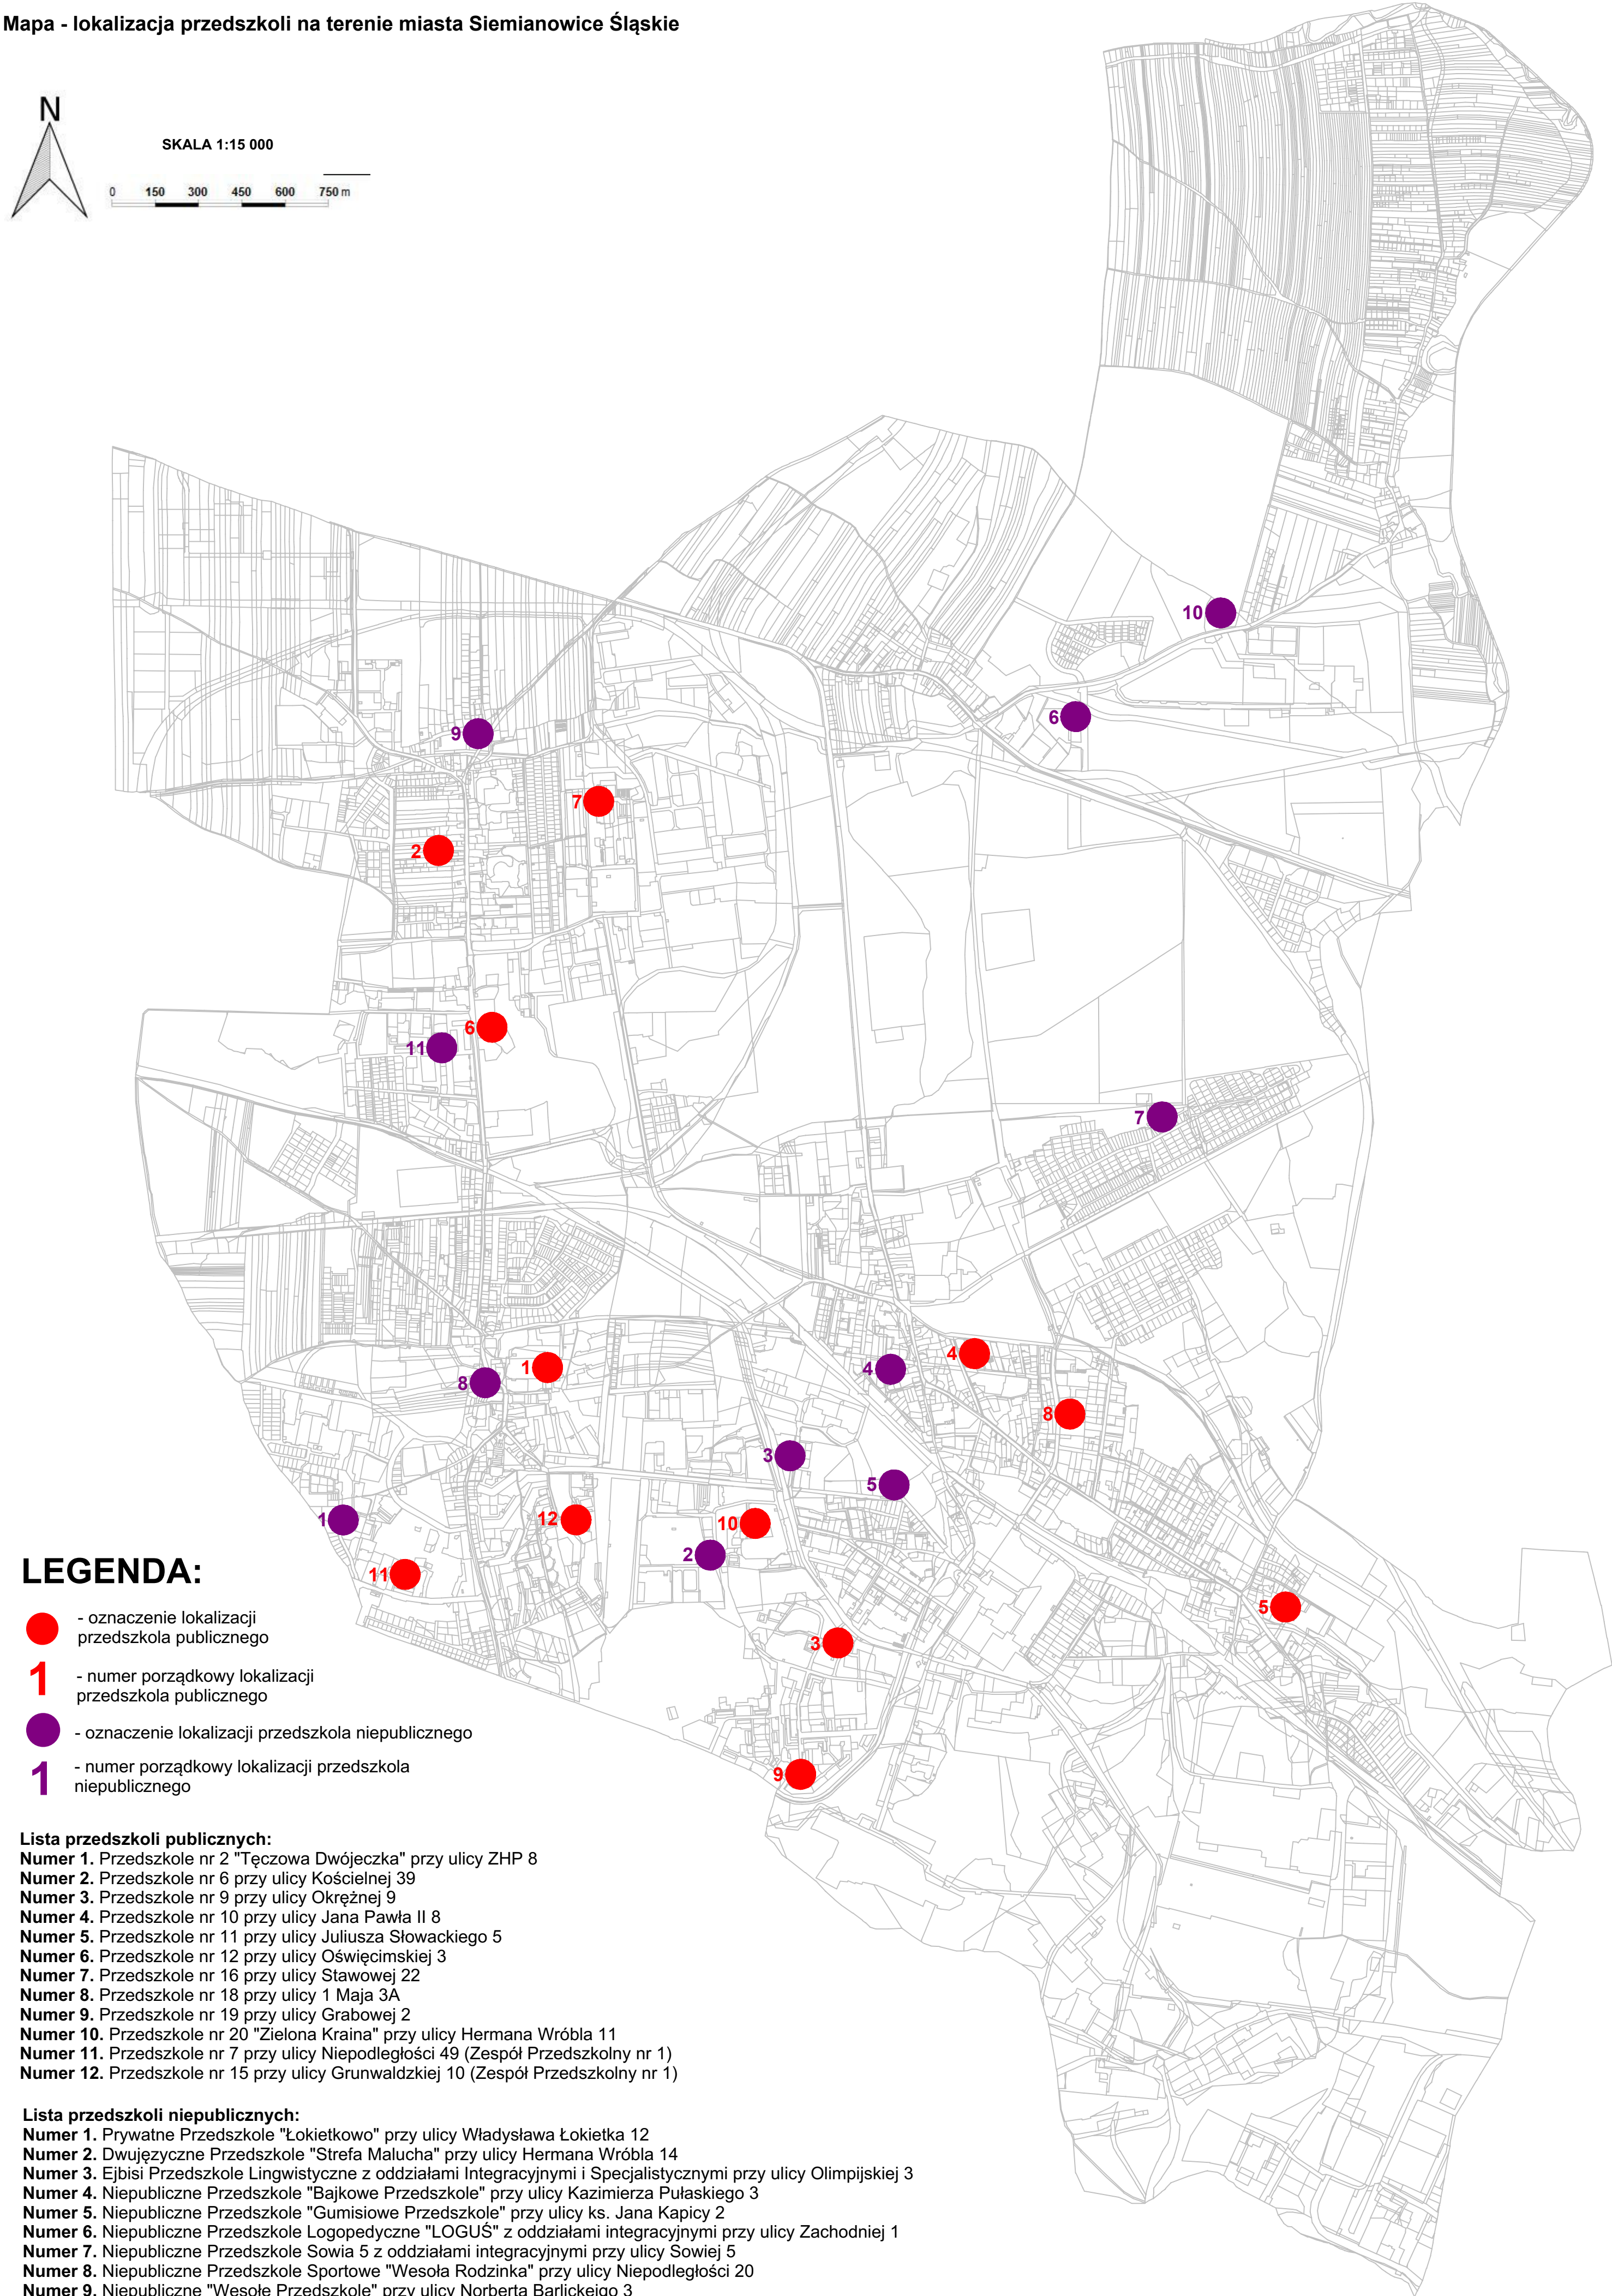 Mapa - lokalizacja przedszkoli na terenie miasta Siemianowice Śląskie
N
SKALA 1:15 000
0 150 300 450 600 750 m
10
6
9
7
2
6
11
7
4
1
4
8
8
3
5
1
12
10
2
11
5
3
9
LEGENDA:
- oznaczenie lokalizacji
przedszkola publicznego
1 - numer porządkowy lokalizacji
przedszkola publicznego
- oznaczenie lokalizacji przedszkola niepublicznego
1 - numer porządkowy lokalizacji przedszkola
niepublicznego
Lista przedszkoli publicznych:
Numer 1. Przedszkole nr 2 "Tęczowa Dwójeczka" przy ulicy ZHP 8
Numer 2. Przedszkole nr 6 przy ulicy Kościelnej 39
Numer 3. Przedszkole nr 9 przy ulicy Okrężnej 9
Numer 4. Przedszkole nr 10 przy ulicy Jana Pawła II 8
Numer 5. Przedszkole nr 11 przy ulicy Juliusza Słowackiego 5
Numer 6. Przedszkole nr 12 przy ulicy Oświęcimskiej 3
Numer 7. Przedszkole nr 16 przy ulicy Stawowej 22
Numer 8. Przedszkole nr 18 przy ulicy 1 Maja 3A
Numer 9. Przedszkole nr 19 przy ulicy Grabowej 2
Numer 10. Przedszkole nr 20 "Zielona Kraina" przy ulicy Hermana Wróbla 11
Numer 11. Przedszkole nr 7 przy ulicy Niepodległości 49 (Zespół Przedszkolny nr 1)
Numer 12. Przedszkole nr 15 przy ulicy Grunwaldzkiej 10 (Zespół Przedszkolny nr 1)
Lista przedszkoli niepublicznych:
Numer 1. Prywatne Przedszkole "Łokietkowo" przy ulicy Władysława Łokietka 12
Numer 2. Dwujęzyczne Przedszkole "Strefa Malucha" przy ulicy Hermana Wróbla 14
Numer 3. Ejbisi Przedszkole Lingwistyczne z oddziałami Integracyjnymi i Specjalistycznymi przy ulicy Olimpijskiej 3
Numer 4. Niepubliczne Przedszkole "Bajkowe Przedszkole" przy ulicy Kazimierza Pułaskiego 3
Numer 5. Niepubliczne Przedszkole "Gumisiowe Przedszkole" przy ulicy ks. Jana Kapicy 2
Numer 6. Niepubliczne Przedszkole Logopedyczne "LOGUŚ" z oddziałami integracyjnymi przy ulicy Zachodniej 1
Numer 7. Niepubliczne Przedszkole Sowia 5 z oddziałami integracyjnymi przy ulicy Sowiej 5
Numer 8. Niepubliczne Przedszkole Sportowe "Wesoła Rodzinka" przy ulicy Niepodległości 20
Numer 9. Niepubliczne "Wesołe Przedszkole" przy ulicy Norberta Barlickeigo 3